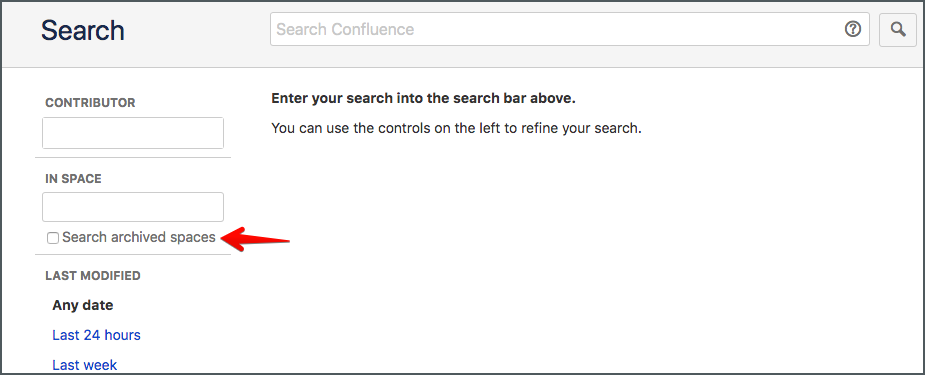 Search
Search Confluence
CONTRIBUTOR
IN SPACE
Search archived spaces
LAST MODIFIED
Any date
Last 24 hours
Last week
Enter your search into the search bar above.
You can use the controls on the left to refine your search.